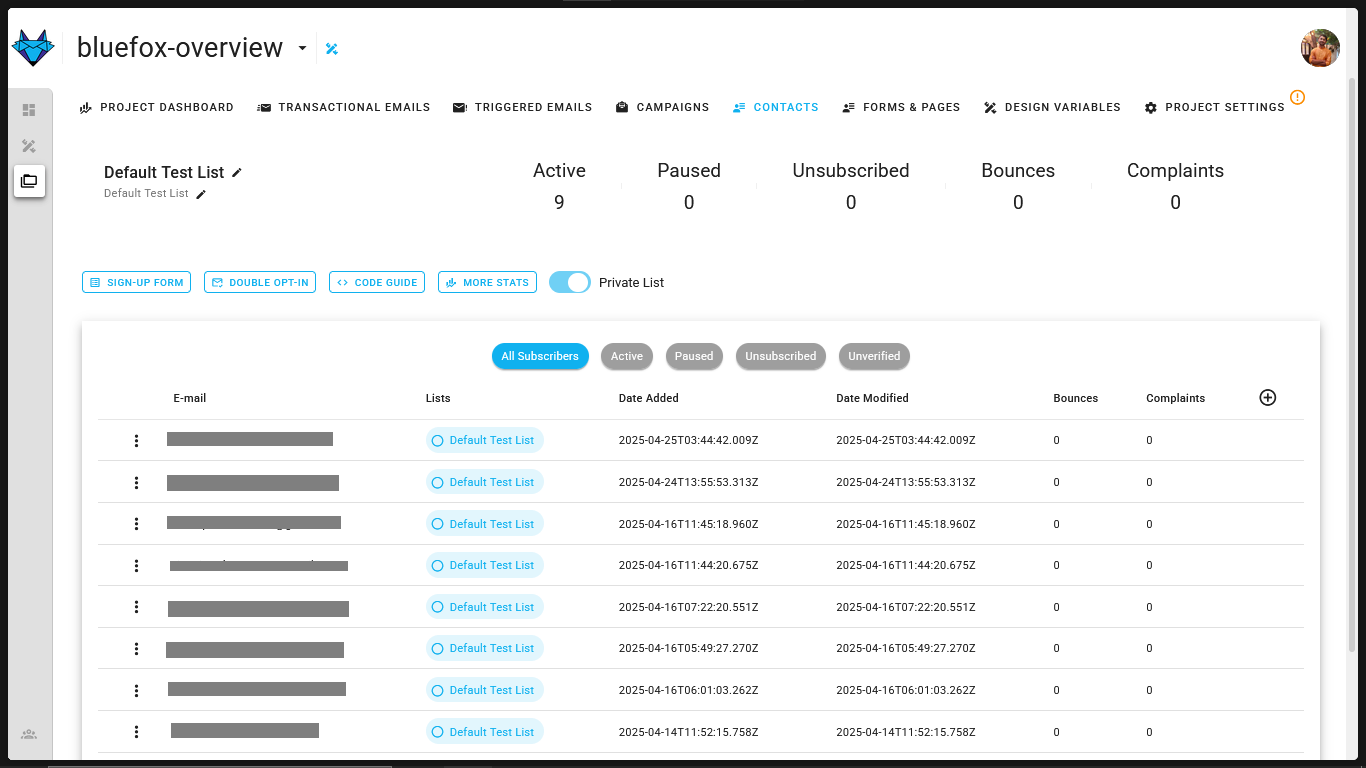 bluefox-overview
PROJECT DASHBOARD TRANSACTIONAL EMAILS TRIGGERED EMAILS CAMPAIGNS CONTACTS FORMS & PAGES DESIGN VARIABLES PROJECT SETTINGS
Default Test List
Default Test List
Active Paused Unsubscribed Bounces Complaints
9 0 0 0 0
SIGN-UP FORM DOUBLE OPT-IN CODE GUIDE MORE STATS Private List
All Subscribers Active Paused Unsubscribed Unverified
E-mail Lists Date Added Date Modified Bounces Complaints
Default Test List 2025-04-25T03:44:42.009Z 2025-04-25T03:44:42.009Z 0 0
Default Test List 2025-04-24T13:55:53.313Z 2025-04-24T13:55:53.313Z 0 0
Default Test List 2025-04-16T11:45:18.960Z 2025-04-16T11:45:18.960Z 0 0
Default Test List 2025-04-16T11:44:20.675Z 2025-04-16T11:44:20.675Z 0 0
Default Test List 2025-04-16T07:22:20.551Z 2025-04-16T07:22:20.551Z 0 0
Default Test List 2025-04-16T05:49:27.270Z 2025-04-16T05:49:27.270Z 0 0
Default Test List 2025-04-16T06:01:03.262Z 2025-04-16T06:01:03.262Z 0 0
Default Test List 2025-04-14T11:52:15.758Z 2025-04-14T11:52:15.758Z 0 0